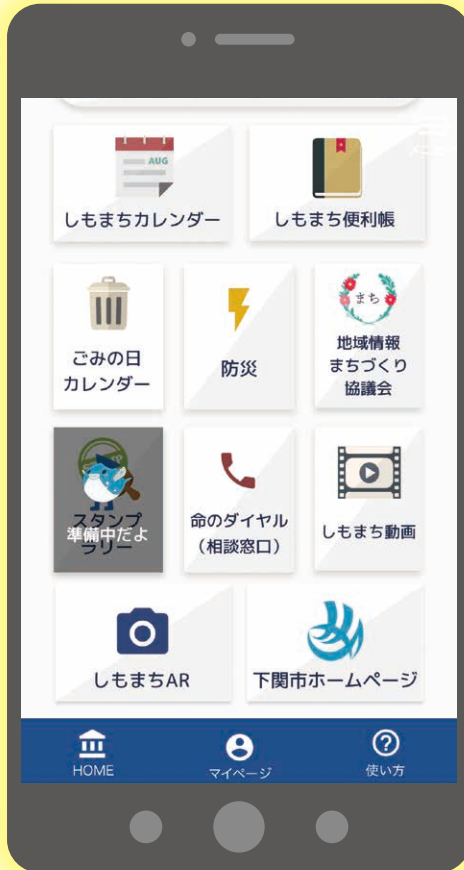 AUG
しもまちカレンダー
しもまち便利帳
ごみの日
カレンダー
防災
まち
地域情報
まちづくり
協議会
スタンプ
ラリー
準備中だよ
命のダイヤル
（相談窓口）
しもまち動画
しもまちAR
下関市ホームページ
HOME
マイページ
使い方